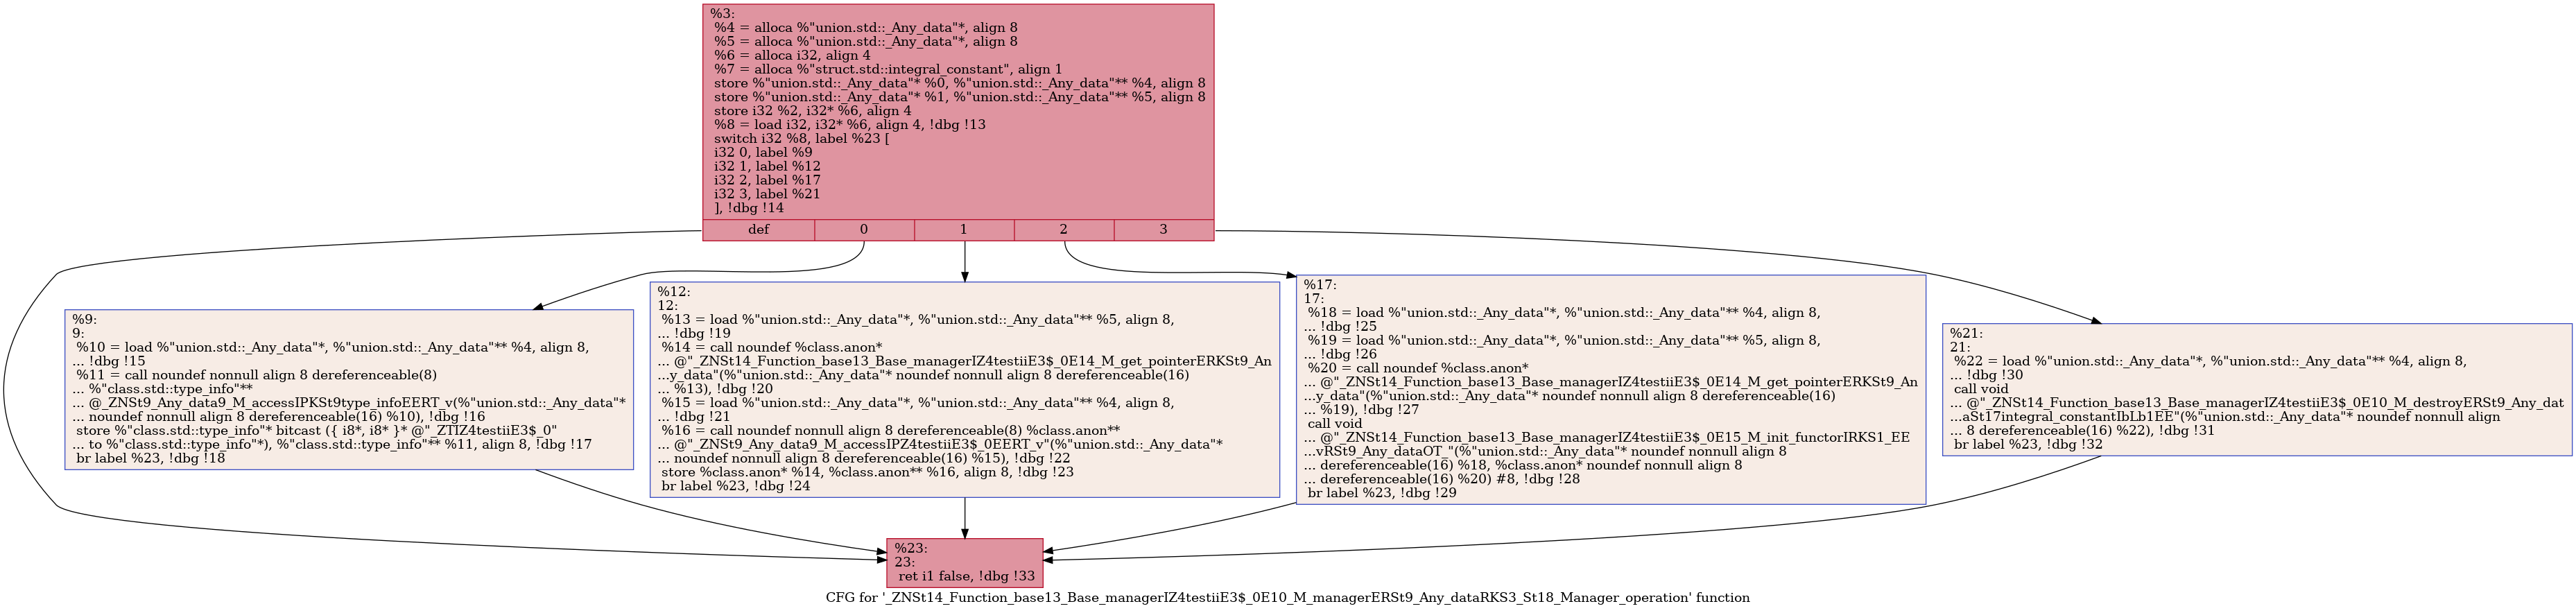 %3:
%4 = alloca %"union.std::_Any_data"*, align 8
%5 = alloca %"union.std::_Any_data"*, align 8
%6 = alloca i32, align 4
%7 = alloca %"struct.std::integral_constant", align 1
store %"union.std::_Any_data"* %0, %"union.std::_Any_data"** %4, align 8
store %"union.std::_Any_data"* %1, %"union.std::_Any_data"** %5, align 8
store i32 %2, i32* %6, align 4
%8 = load i32, i32* %6, align 4, !dbg !13
switch i32 %8, label %23 [
i32 0, label %9
i32 1, label %12
i32 2, label %17
i32 3, label %21
], !dbg !14
def 0 1 2 3
%9:
9:
%10 = load %"union.std::_Any_data"*, %"union.std::_Any_data"** %4, align 8,
... !dbg !15
%11 = call noundef nonnull align 8 dereferenceable(8)
... %"class.std::type_info"**
... @_ZNSt9_Any_data9_M_accessIPKSt9type_infoEERT_v(%"union.std::_Any_data"*
... noundef nonnull align 8 dereferenceable(16) %10), !dbg !16
store %"class.std::type_info"* bitcast ({ i8*, i8* }* @"_ZTIZ4testiiE3$_0"
... to %"class.std::type_info"*), %"class.std::type_info"** %11, align 8, !dbg !17
br label %23, !dbg !18
%12:
12:
%13 = load %"union.std::_Any_data"*, %"union.std::_Any_data"** %5, align 8,
... !dbg !19
%14 = call noundef %class.anon*
... @"_ZNSt14_Function_base13_Base_managerIZ4testiiE3$_0E14_M_get_pointerERKSt9_An
...y_data"(%"union.std::_Any_data"* noundef nonnull align 8 dereferenceable(16)
... %13), !dbg !20
%15 = load %"union.std::_Any_data"*, %"union.std::_Any_data"** %4, align 8,
... !dbg !21
%16 = call noundef nonnull align 8 dereferenceable(8) %class.anon**
... @"_ZNSt9_Any_data9_M_accessIPZ4testiiE3$_0EERT_v"(%"union.std::_Any_data"*
... noundef nonnull align 8 dereferenceable(16) %15), !dbg !22
store %class.anon* %14, %class.anon** %16, align 8, !dbg !23
br label %23, !dbg !24
%17:
17:
%18 = load %"union.std::_Any_data"*, %"union.std::_Any_data"** %4, align 8,
... !dbg !25
%19 = load %"union.std::_Any_data"*, %"union.std::_Any_data"** %5, align 8,
... !dbg !26
%20 = call noundef %class.anon*
... @"_ZNSt14_Function_base13_Base_managerIZ4testiiE3$_0E14_M_get_pointerERKSt9_An
...y_data"(%"union.std::_Any_data"* noundef nonnull align 8 dereferenceable(16)
... %19), !dbg !27
call void
... @"_ZNSt14_Function_base13_Base_managerIZ4testiiE3$_0E15_M_init_functorIRKS1_EE
...vRSt9_Any_dataOT_"(%"union.std::_Any_data"* noundef nonnull align 8
... dereferenceable(16) %18, %class.anon* noundef nonnull align 8
... dereferenceable(16) %20) #8, !dbg !28
br label %23, !dbg !29
%21:
21:
%22 = load %"union.std::_Any_data"*, %"union.std::_Any_data"** %4, align 8,
... !dbg !30
call void
... @"_ZNSt14_Function_base13_Base_managerIZ4testiiE3$_0E10_M_destroyERSt9_Any_dat
...aSt17integral_constantIbLb1EE"(%"union.std::_Any_data"* noundef nonnull align
... 8 dereferenceable(16) %22), !dbg !31
br label %23, !dbg !32
%23:
23:
ret i1 false, !dbg !33
CFG for '_ZNSt14_Function_base13_Base_managerIZ4testiiE3$_0E10_M_managerERSt9_Any_dataRKS3_St18_Manager_operation' function